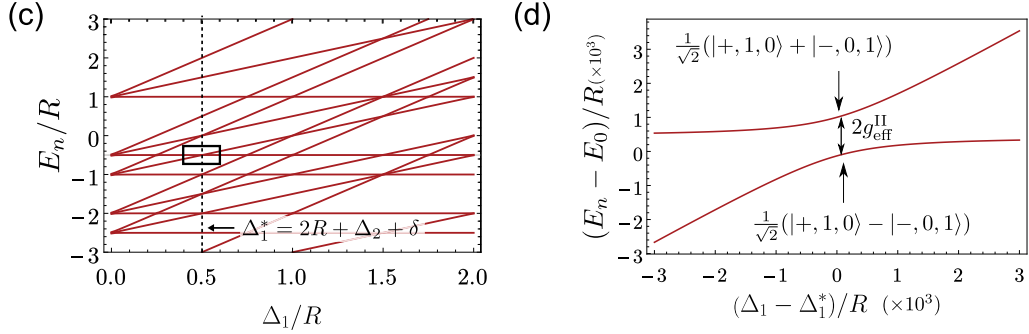 (c)
3
2
1
0
−1
−2
−3
E_n/R
0.0
0.5
1.0
1.5
2.0
Δ_1/R
Δ_1^* = 2R + Δ_2 + δ
(d)
3
2
1
0
1
2
3
(E_n − E_0)/R(×10^3)
−3
−2
1
0
1
2
3
(Δ_1 − Δ_1^*)/R (×10^3)
1/√2(|+, 1, 0⟩ + |−, 0, 1⟩)
2g_eff^II
1/√2(|+, 1, 0⟩ − |−, 0, 1⟩)